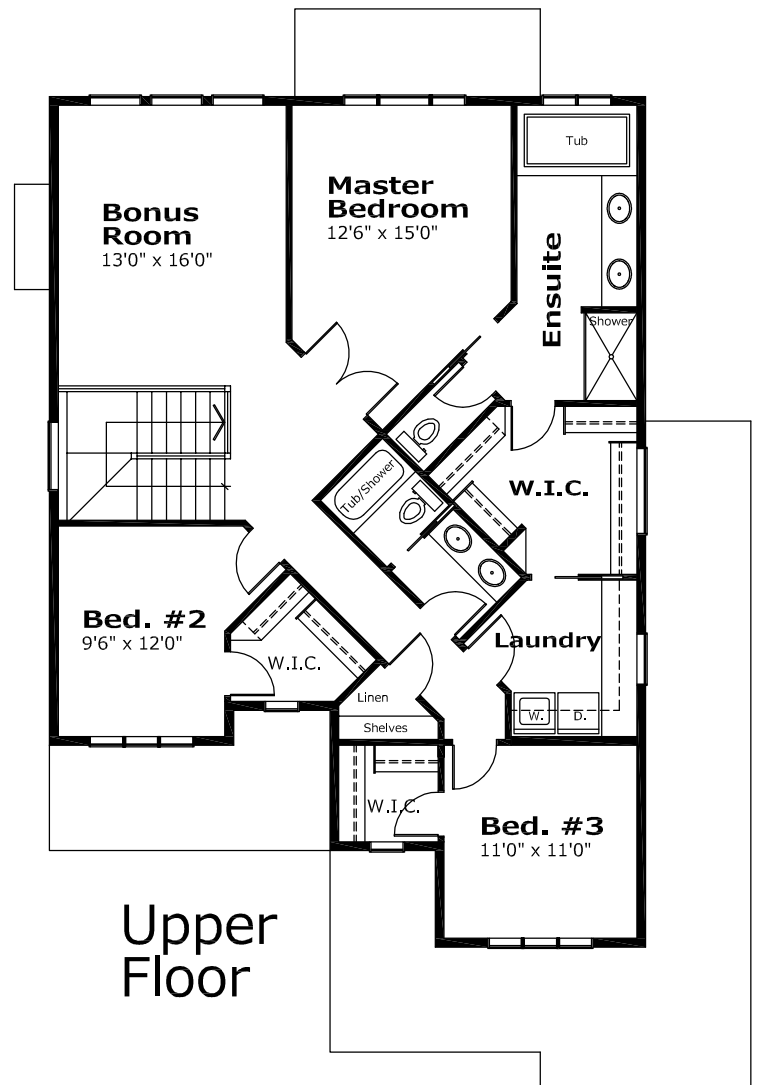 Tub
Master
Bedroom
12'6" x 15'0"
Bonus
Room
13'0" x 16'0"
Ensuite
Shower
Tub/Shower
W.I.C.
Bed. #2
9'6" x 12'0"
W.I.C.
Laundry
Linen
Shelves
W.
D.
W.I.C.
Bed. #3
11'0" x 11'0"
Upper
Floor